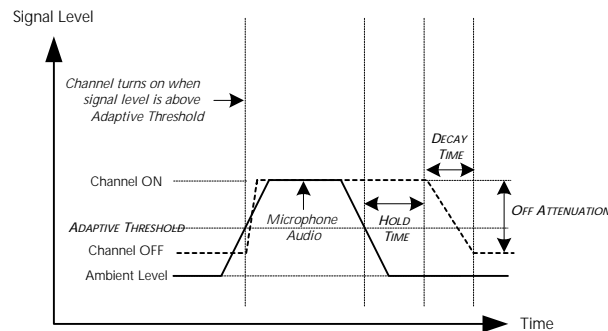 Signal Level
Channel turns on when
signal level is above
Adaptive Threshold
DECAY
TIME
Channel ON
OFF ATTENUATION
Microphone
Audio
HOLD
TIME
ADAPTIVE THRESHOLD
Channel OFF
Ambient Level
Time